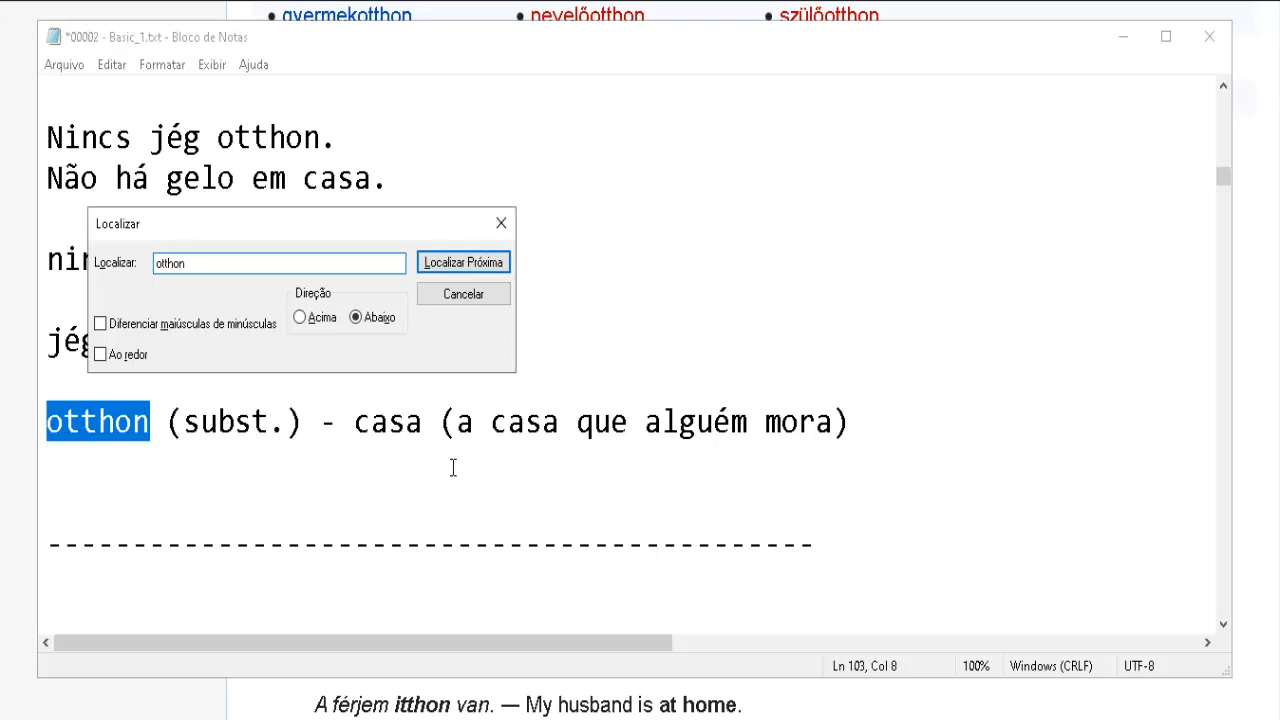 • gyermekotthon • nevelőotthon • szülőotthon
*00002 - Basic_1.txt - Bloco de Notas
Arquivo Editar Formatar Exibir Ajuda
Nincs jég otthon.
Não há gelo em casa.
Localizar
nin
Localizar: otthon Localizar Próxima
Direção
Cancelar
Diferenciar maiúsculas de minúsculas Acima Abaixo
jég
Ao redor
otthon (subst.) - casa (a casa que alguém mora)
---------------------------------------------
Ln 103, Col 8 100% Windows (CRLF) UTF-8
A férjem itthon van. — My husband is at home.